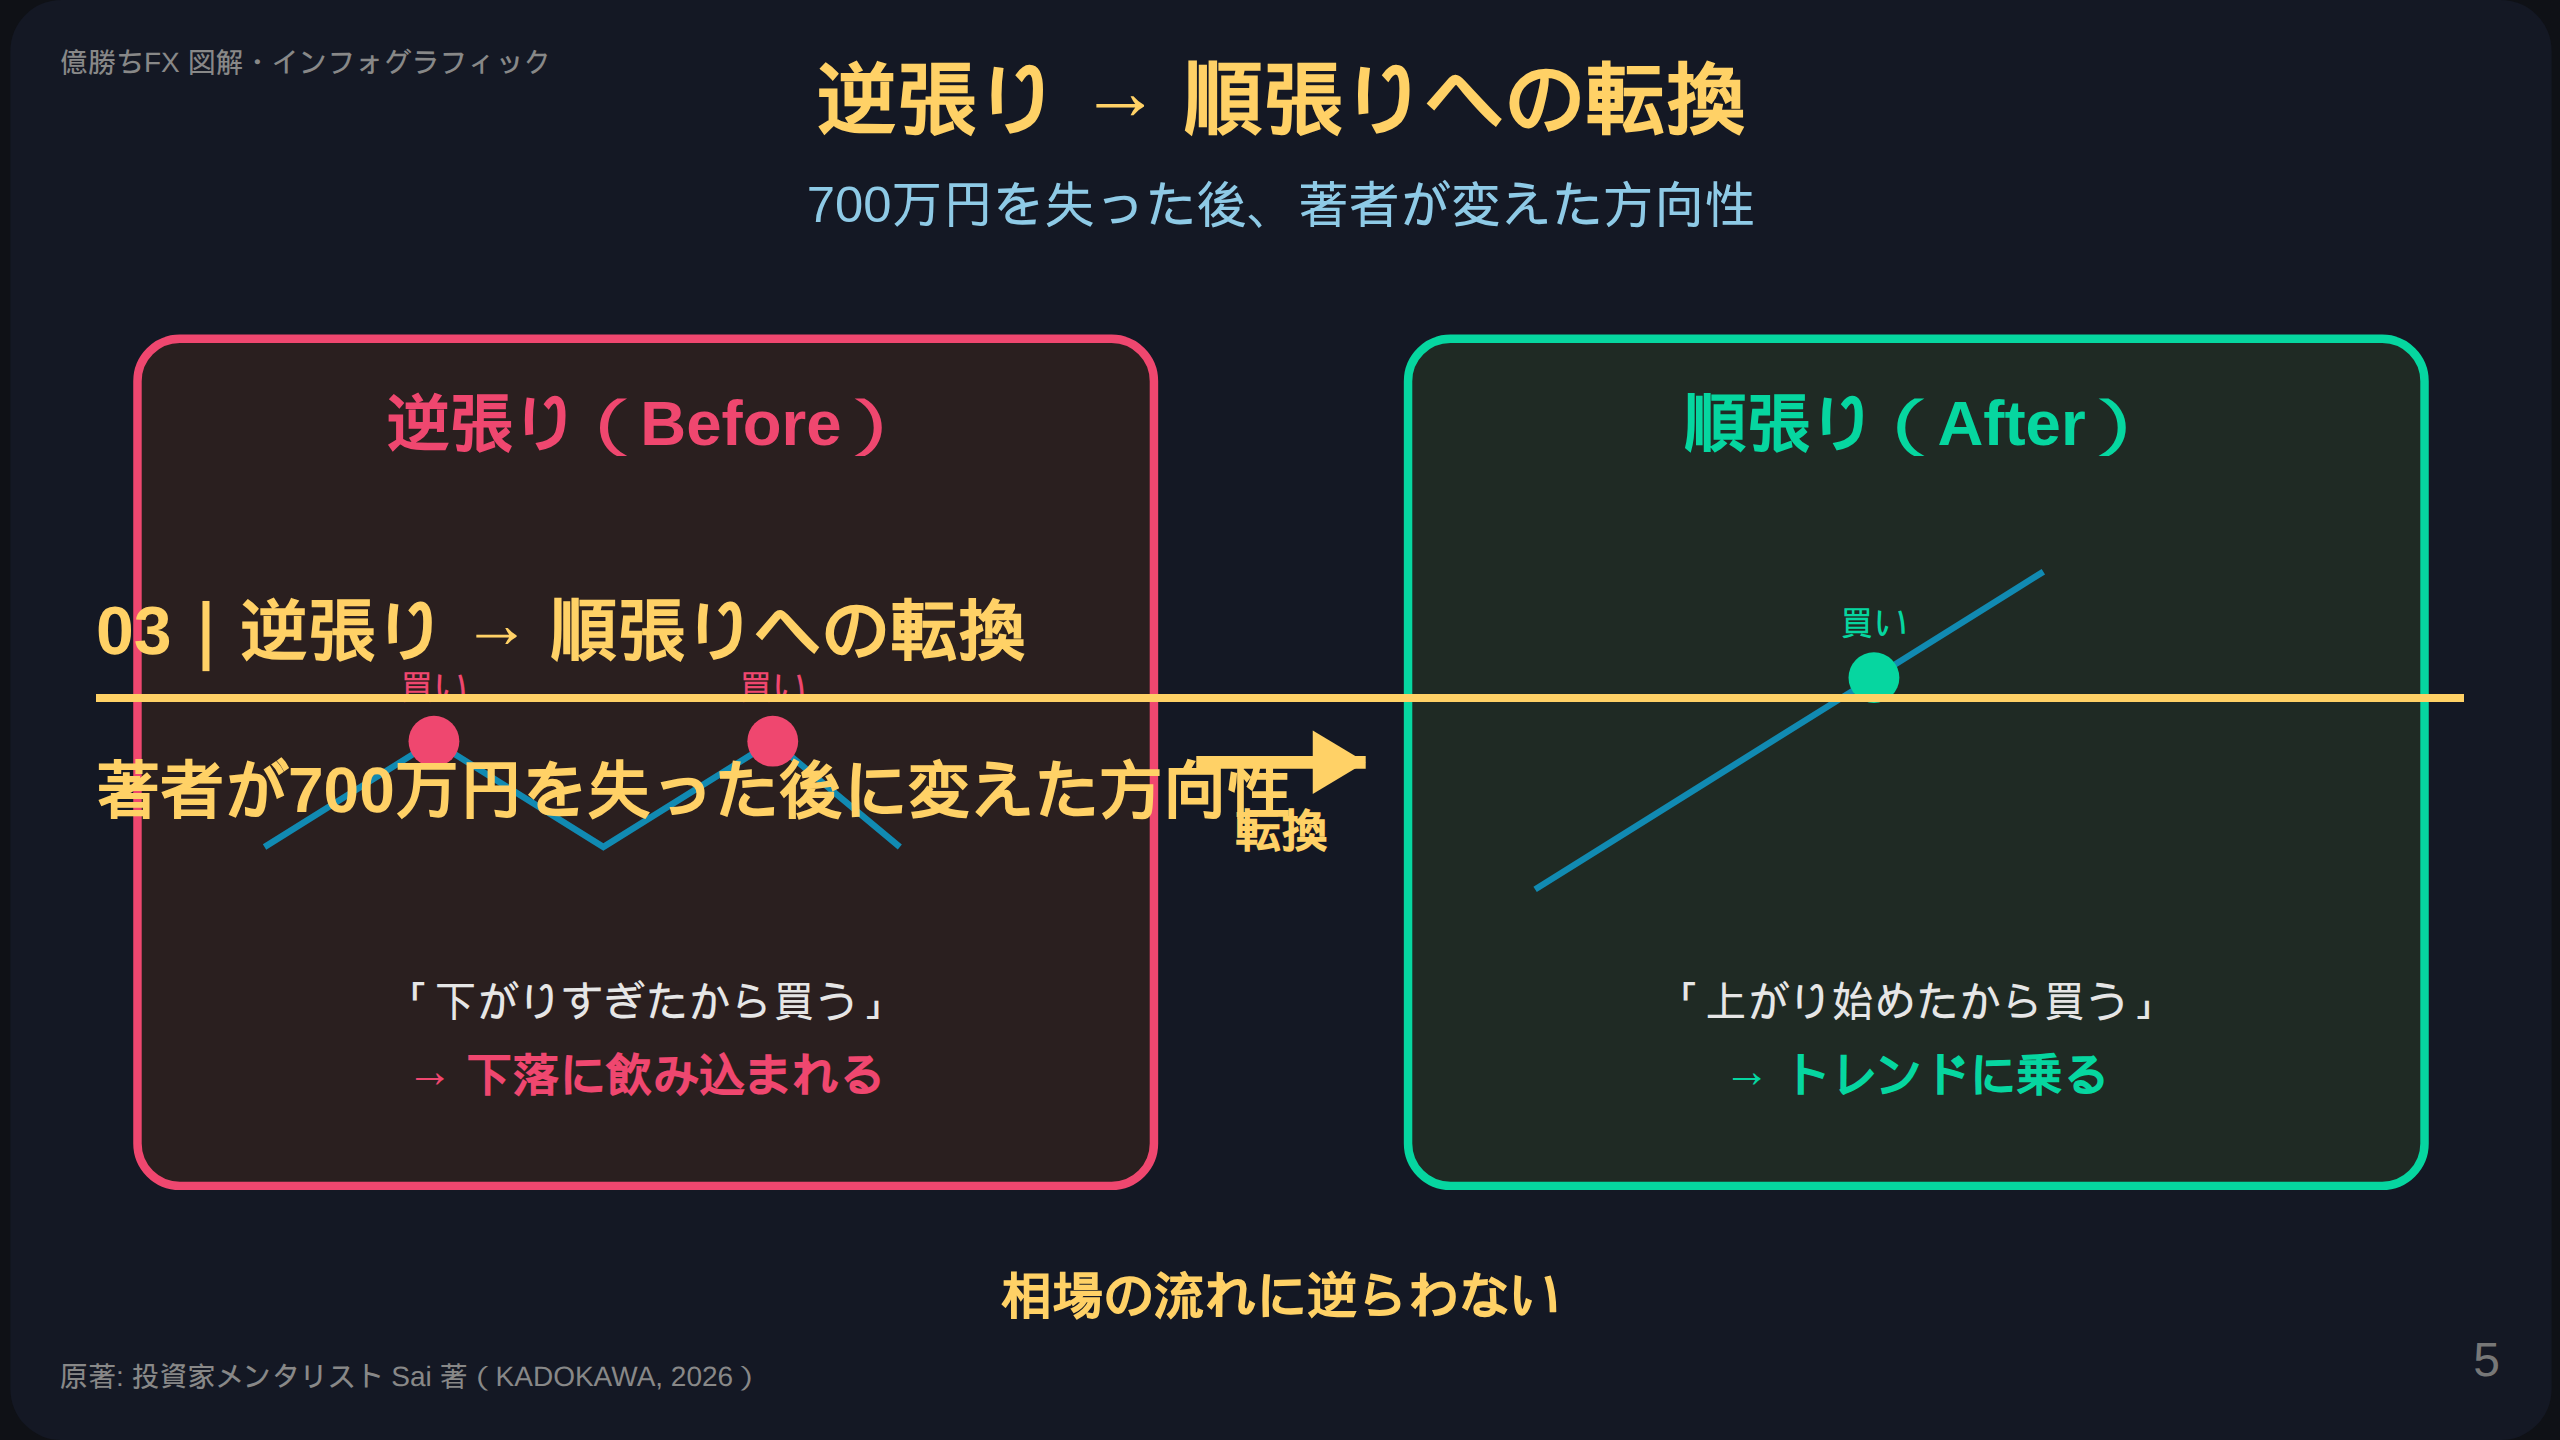 億勝ちFX 図解・インフォグラフィック
逆張り → 順張りへの転換
700万円を失った後、著者が変えた方向性
逆張り（Before）
順張り（After）
03｜逆張り → 順張りへの転換
買い
買い
買い
著者が700万円を失った後に変えた方向性
転換
「下がりすぎたから買う」
→ 下落に飲み込まれる
「上がり始めたから買う」
→ トレンドに乗る
相場の流れに逆らわない
原著: 投資家メンタリスト Sai 著（KADOKAWA, 2026）
5